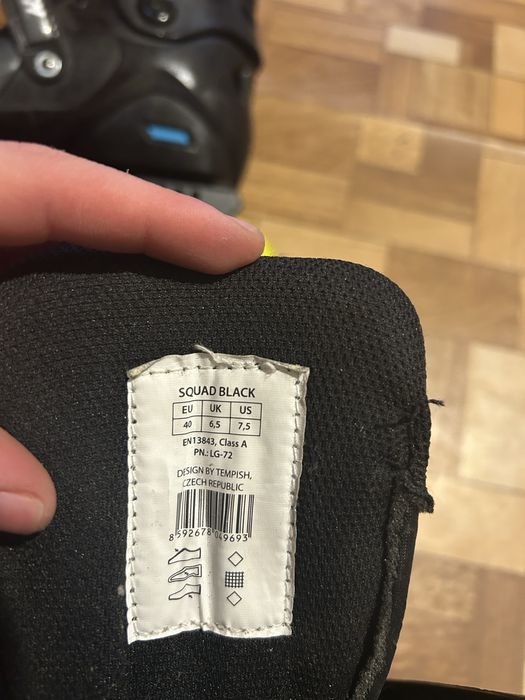 SQUAD BLACK
EU UK US
40 6,5 7,5
EN13843, Class A
PN.: LG-72
DESIGN BY TEMPISH,
CZECH REPUBLIC
8 592678 049693